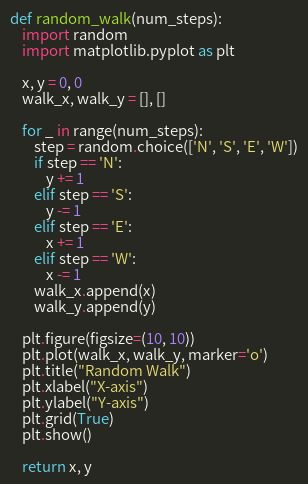 def random_walk(num_steps):
    import random
    import matplotlib.pyplot as plt

    x, y = 0, 0
    walk_x, walk_y = [], []

    for _ in range(num_steps):
        step = random.choice(['N', 'S', 'E', 'W'])
        if step == 'N':
            y += 1
        elif step == 'S':
            y -= 1
        elif step == 'E':
            x += 1
        elif step == 'W':
            x -= 1
        walk_x.append(x)
        walk_y.append(y)

    plt.figure(figsize=(10, 10))
    plt.plot(walk_x, walk_y, marker='o')
    plt.title("Random Walk")
    plt.xlabel("X-axis")
    plt.ylabel("Y-axis")
    plt.grid(True)
    plt.show()

    return x, y